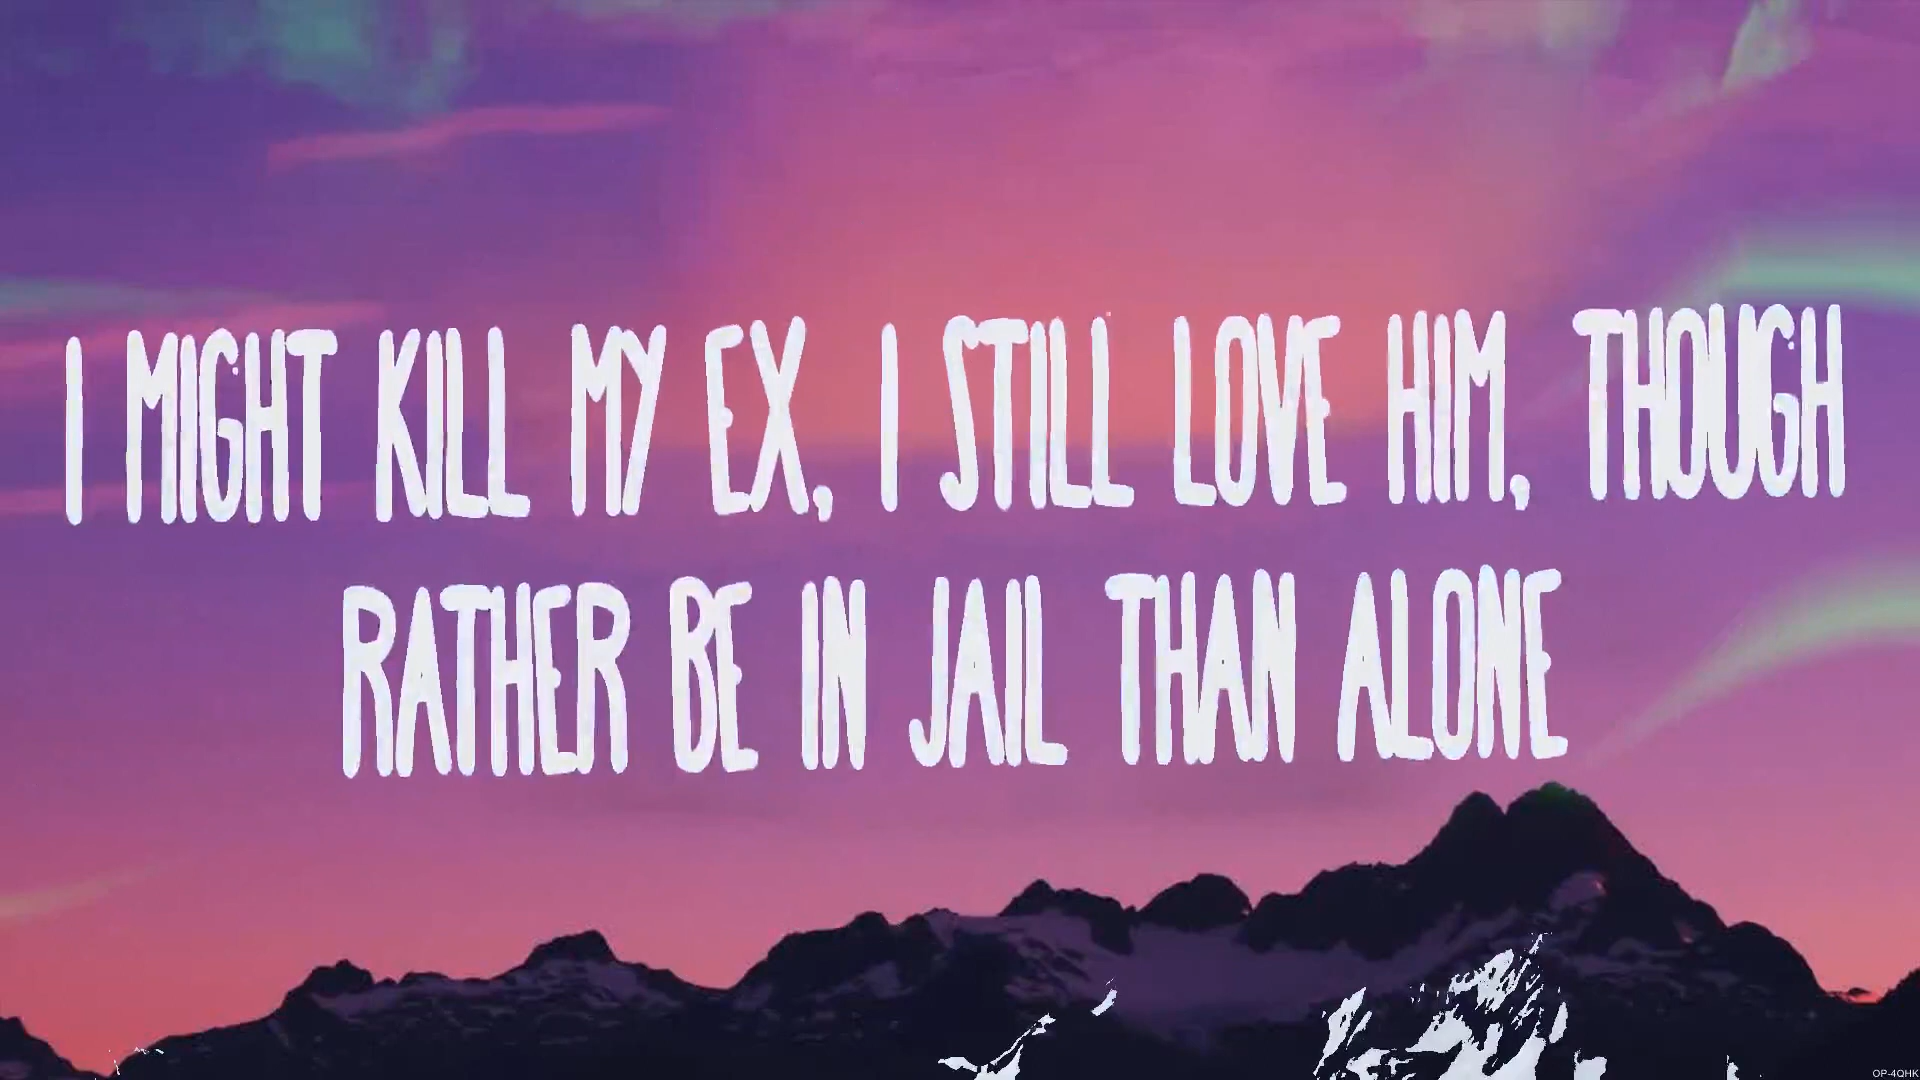 I MIGHT KILL MY EX, I STILL LOVE HIM, THOUGH
RATHER BE IN JAIL THAN ALONE
OP-4QHK